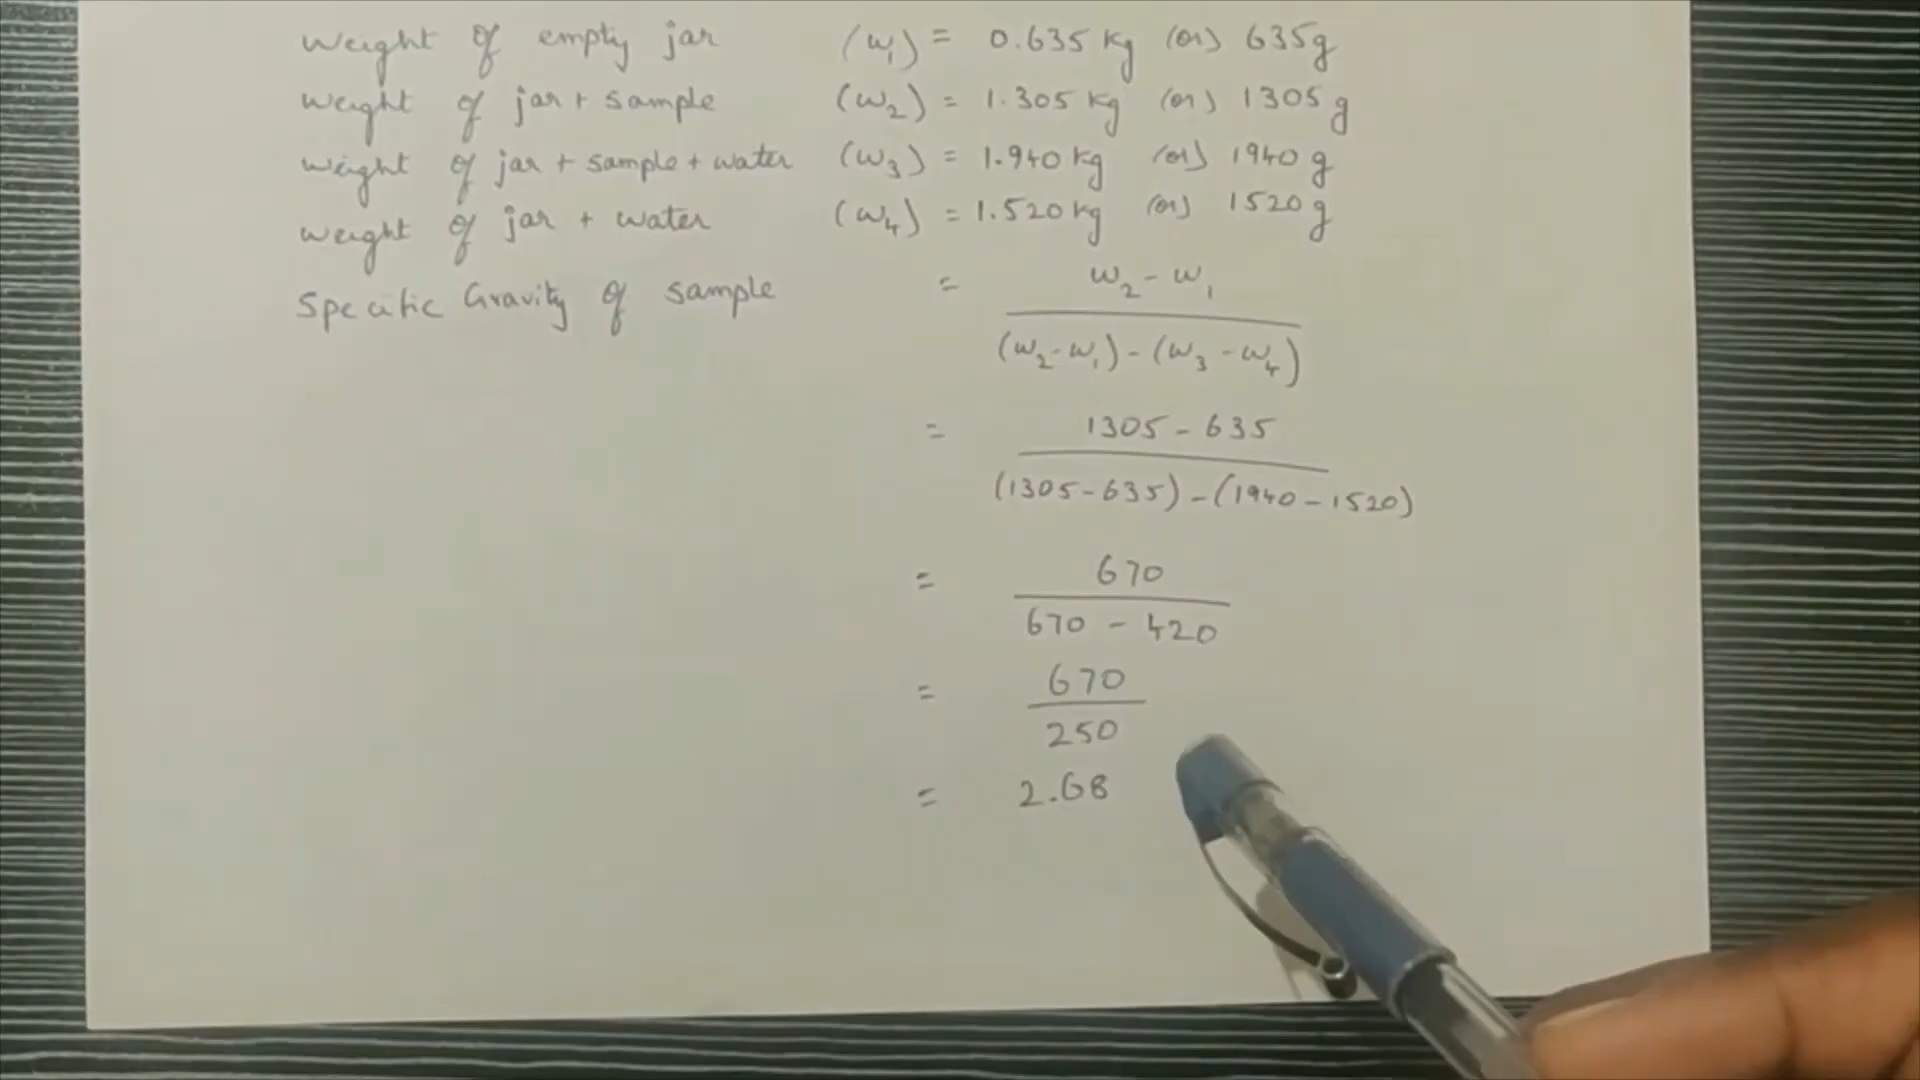 Weight of empty jar (w₁) = 0.635 kg (or) 635g
Weight of jar + sample (w₂) = 1.305 kg (or) 1305 g
Weight of jar + sample + water (w₃) = 1.940 kg (or) 1940 g
Weight of jar + water (w₄) = 1.520 kg (or) 1520 g
Specific Gravity of sample = w₂ - w₁
(w₂ - w₁) - (w₃ - w₄)
= 1305 - 635
(1305 - 635) - (1940 - 1520)
= 670
670 - 420
= 670
250
= 2.68